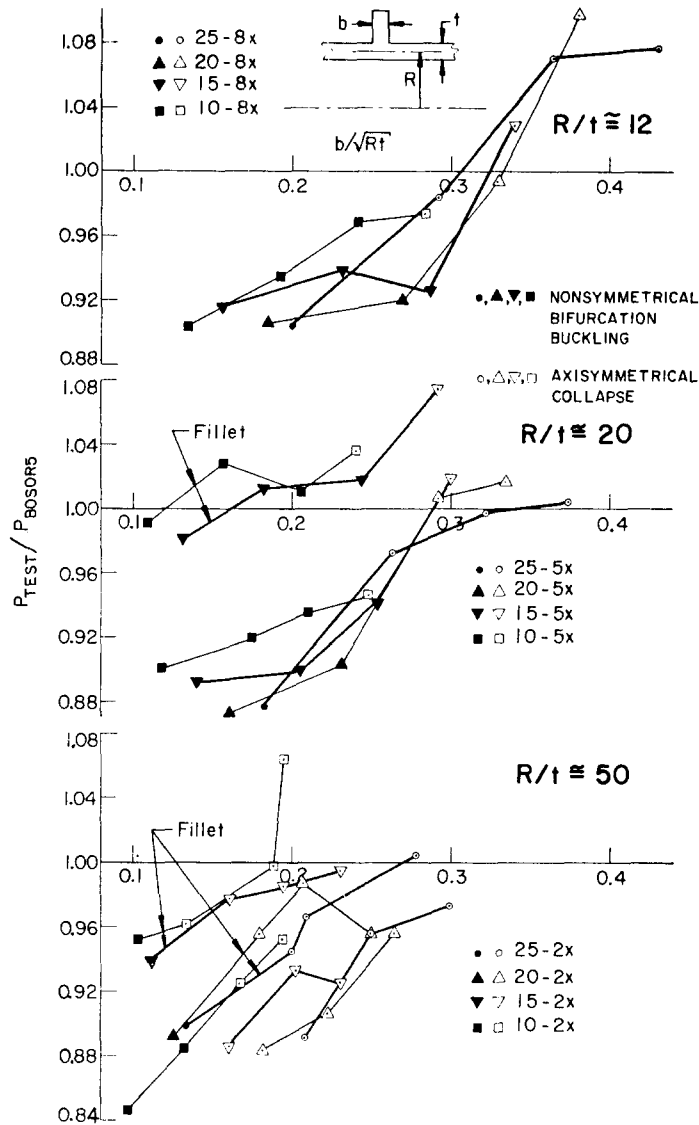 1.08
1.04
1.00
0.96
0.92
0.88
● ○ 25-8x
▲ △ 20-8x
▼ ▽ 15-8x
■ □ 10-8x
b
t
R
b/√Rt
R/t ≅ 12
0.1
0.2
0.3
0.4
●,▲,▼,■ NONSYMMETRICAL
BIFURCATION
BUCKLING
○,△,▽,□ AXISYMMETRICAL
COLLAPSE
1.08
1.04
1.00
0.96
0.92
0.88
Fillet
R/t ≅ 20
0.1
0.2
0.3
0.4
● ○ 25-5x
▲ △ 20-5x
▼ ▽ 15-5x
■ □ 10-5x
P TEST / P BOSOR5
1.08
1.04
1.00
0.96
0.92
0.88
0.84
Fillet
R/t ≅ 50
0.1
0.2
0.3
0.4
● ○ 25-2x
▲ △ 20-2x
▼ ▽ 15-2x
■ □ 10-2x